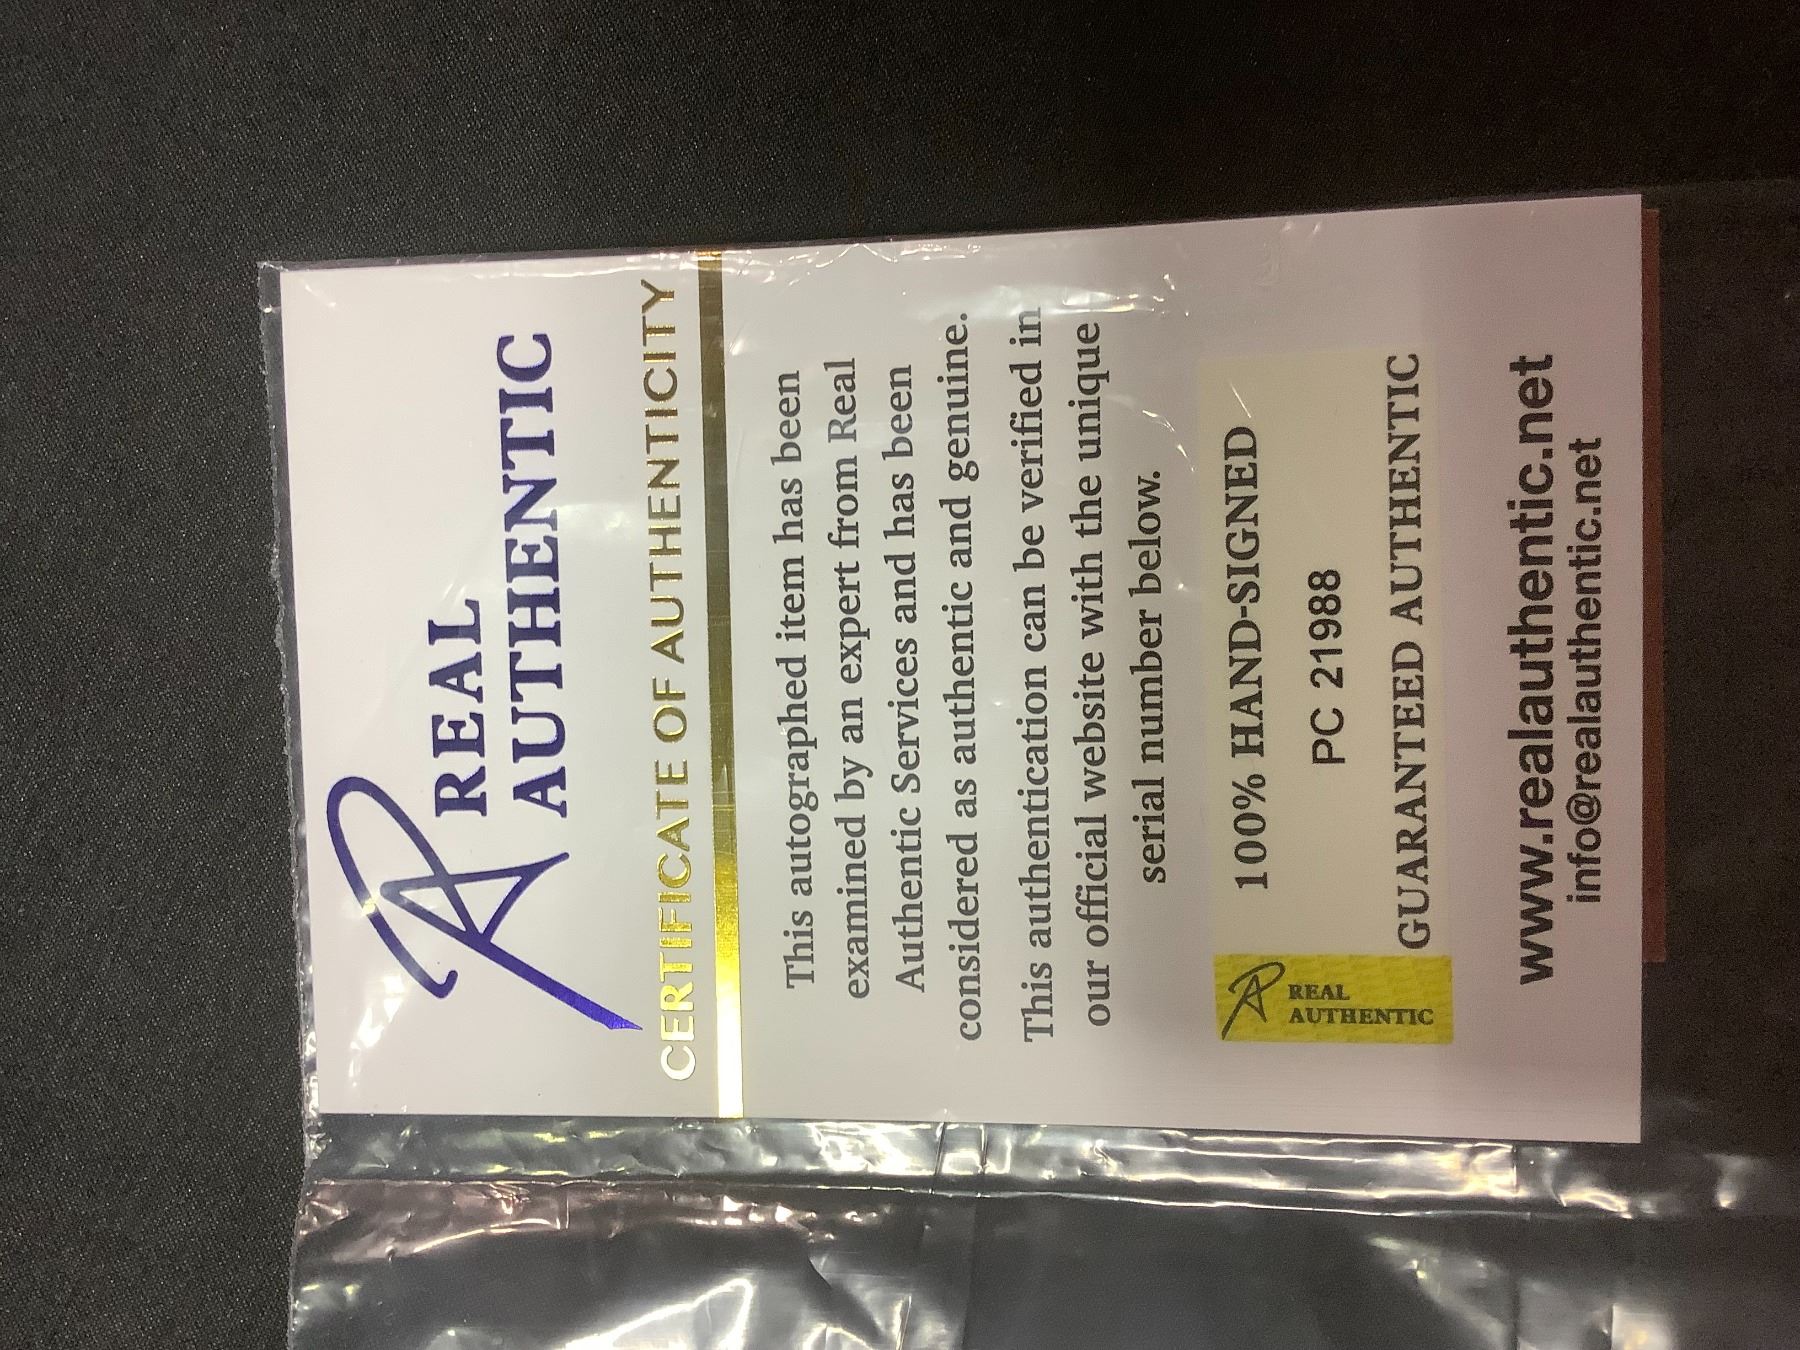 REAL
AUTHENTIC
CERTIFICATE OF AUTHENTICITY
This autographed item has been
examined by an expert from Real
Authentic Services and has been
considered as authentic and genuine.
This authentication can be verified in
our official website with the unique
serial number below.
100% HAND-SIGNED
PC 21988
GUARANTEED AUTHENTIC
REAL
AUTHENTIC
www.realauthentic.net
info@realauthentic.net